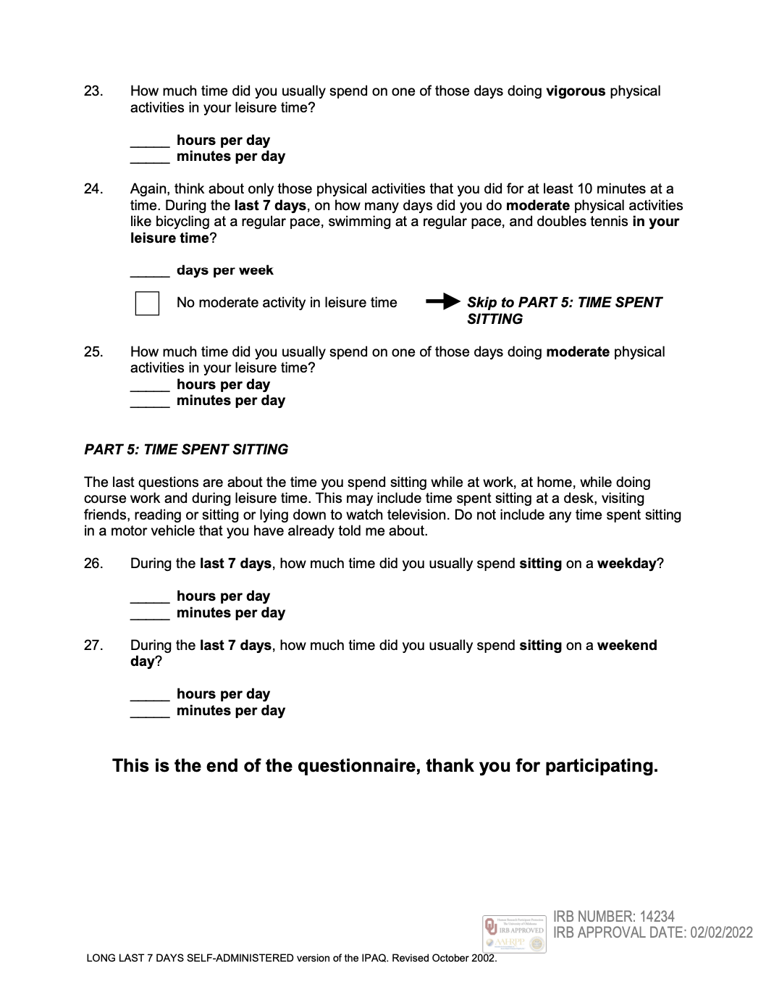 23. How much time did you usually spend on one of those days doing vigorous physical
activities in your leisure time?
_____ hours per day
_____ minutes per day
24. Again, think about only those physical activities that you did for at least 10 minutes at a
time. During the last 7 days, on how many days did you do moderate physical activities
like bicycling at a regular pace, swimming at a regular pace, and doubles tennis in your
leisure time?
_____ days per week
No moderate activity in leisure time Skip to PART 5: TIME SPENT
SITTING
25. How much time did you usually spend on one of those days doing moderate physical
activities in your leisure time?
_____ hours per day
_____ minutes per day
PART 5: TIME SPENT SITTING
The last questions are about the time you spend sitting while at work, at home, while doing
course work and during leisure time. This may include time spent sitting at a desk, visiting
friends, reading or sitting or lying down to watch television. Do not include any time spent sitting
in a motor vehicle that you have already told me about.
26. During the last 7 days, how much time did you usually spend sitting on a weekday?
_____ hours per day
_____ minutes per day
27. During the last 7 days, how much time did you usually spend sitting on a weekend
day?
_____ hours per day
_____ minutes per day
This is the end of the questionnaire, thank you for participating.
IRB NUMBER: 14234
IRB APPROVAL DATE: 02/02/2022
Human Research Participant Protection
The University of Oklahoma
IRB APPROVED
AAHRPP
LONG LAST 7 DAYS SELF-ADMINISTERED version of the IPAQ. Revised October 2002.